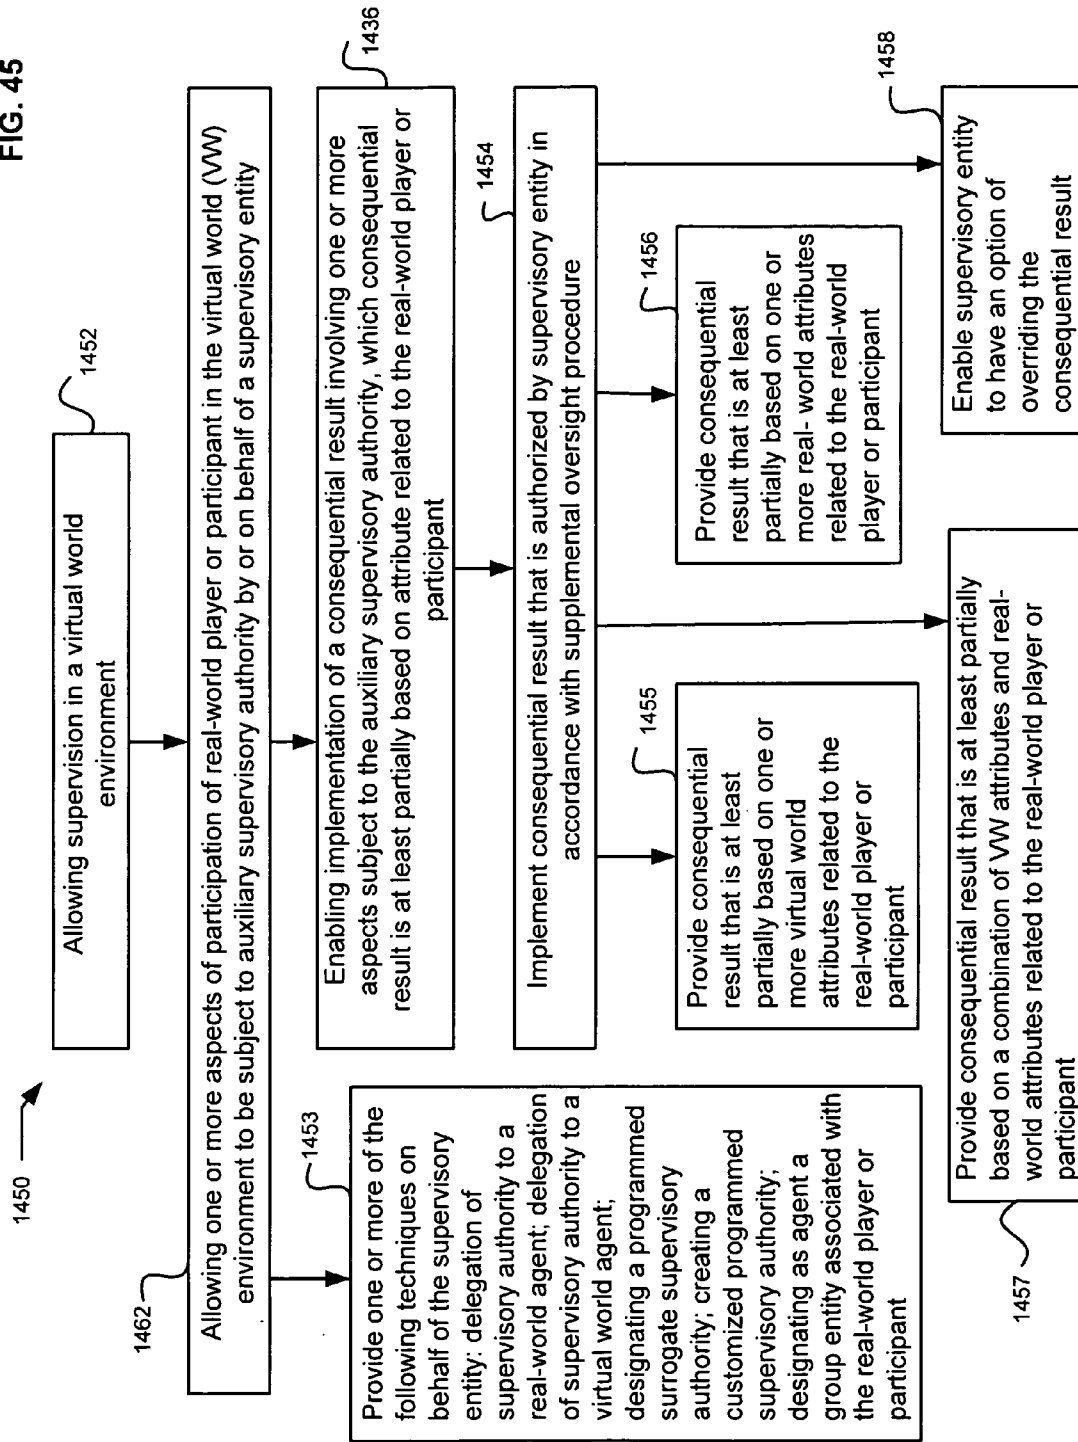 FIG. 45
1450
1452
Allowing supervision in a virtual world
environment
1462
Allowing one or more aspects of participation of real-world player or participant in the virtual world (VW)
environment to be subject to auxiliary supervisory authority by or on behalf of a supervisory entity
1453
Provide one or more of the
following techniques on
behalf of the supervisory
entity: delegation of
supervisory authority to a
real-world agent; delegation
of supervisory authority to a
virtual world agent;
designating a programmed
surrogate supervisory
authority; creating a
customized programmed
supervisory authority;
designating as agent a
group entity associated with
the real-world player or
participant
1436
Enabling implementation of a consequential result involving one or more
aspects subject to the auxiliary supervisory authority, which consequential
result is at least partially based on attribute related to the real-world player or
participant
1454
Implement consequential result that is authorized by supervisory entity in
accordance with supplemental oversight procedure
1455
Provide consequential
result that is at least
partially based on one or
more virtual world
attributes related to the
real-world player or
participant
1456
Provide consequential
result that is at least
partially based on one or
more real- world attributes
related to the real-world
player or participant
1457
Provide consequential result that is at least partially
based on a combination of VW attributes and real-
world attributes related to the real-world player or
participant
1458
Enable supervisory entity
to have an option of
overriding the
consequential result